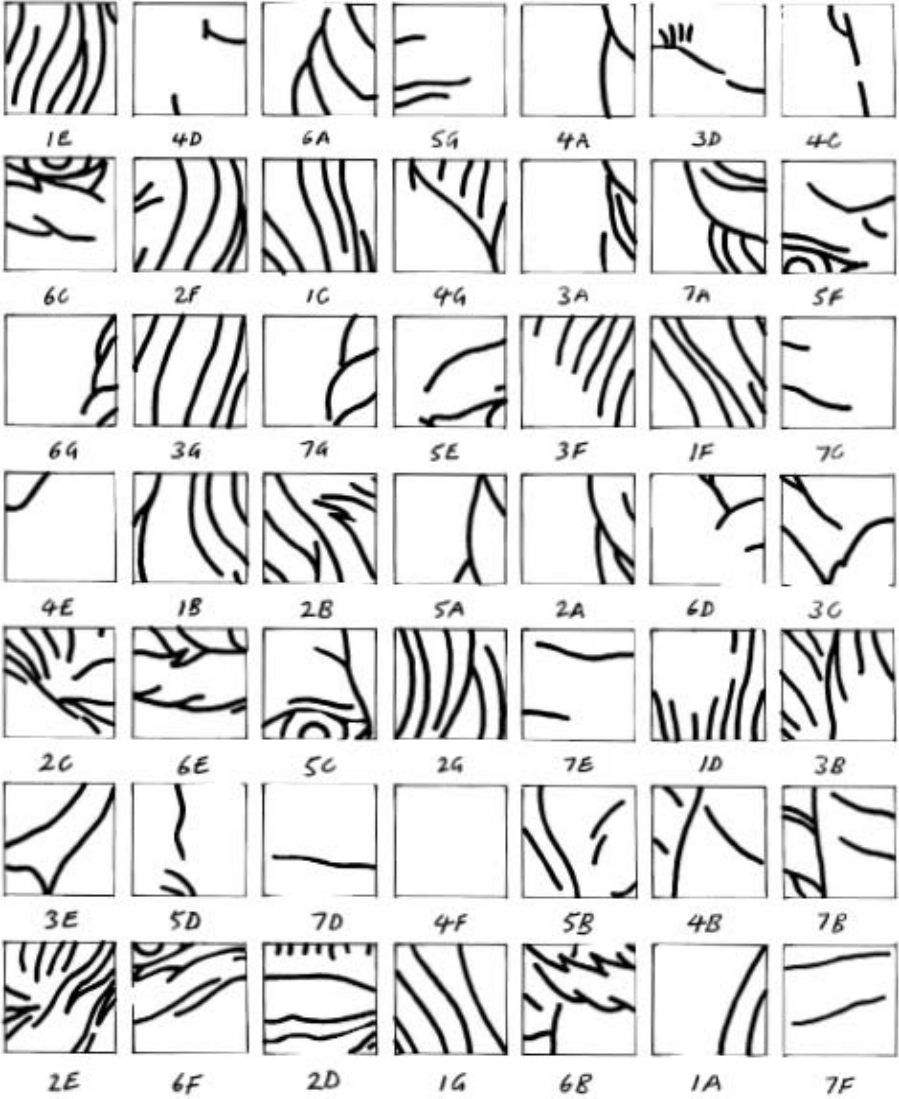 1E 4D 6A 5G 4A 3D 4C
6C 2F 1C 4G 3A 7A 5F
6G 3G 7G 5E 3F 1F 7C
4E 1B 2B 5A 2A 6D 3C
2C 6E 5C 2G 7E 1D 3B
3E 5D 7D 4F 5B 4B 7B
2E 6F 2D 1G 6B 1A 7F